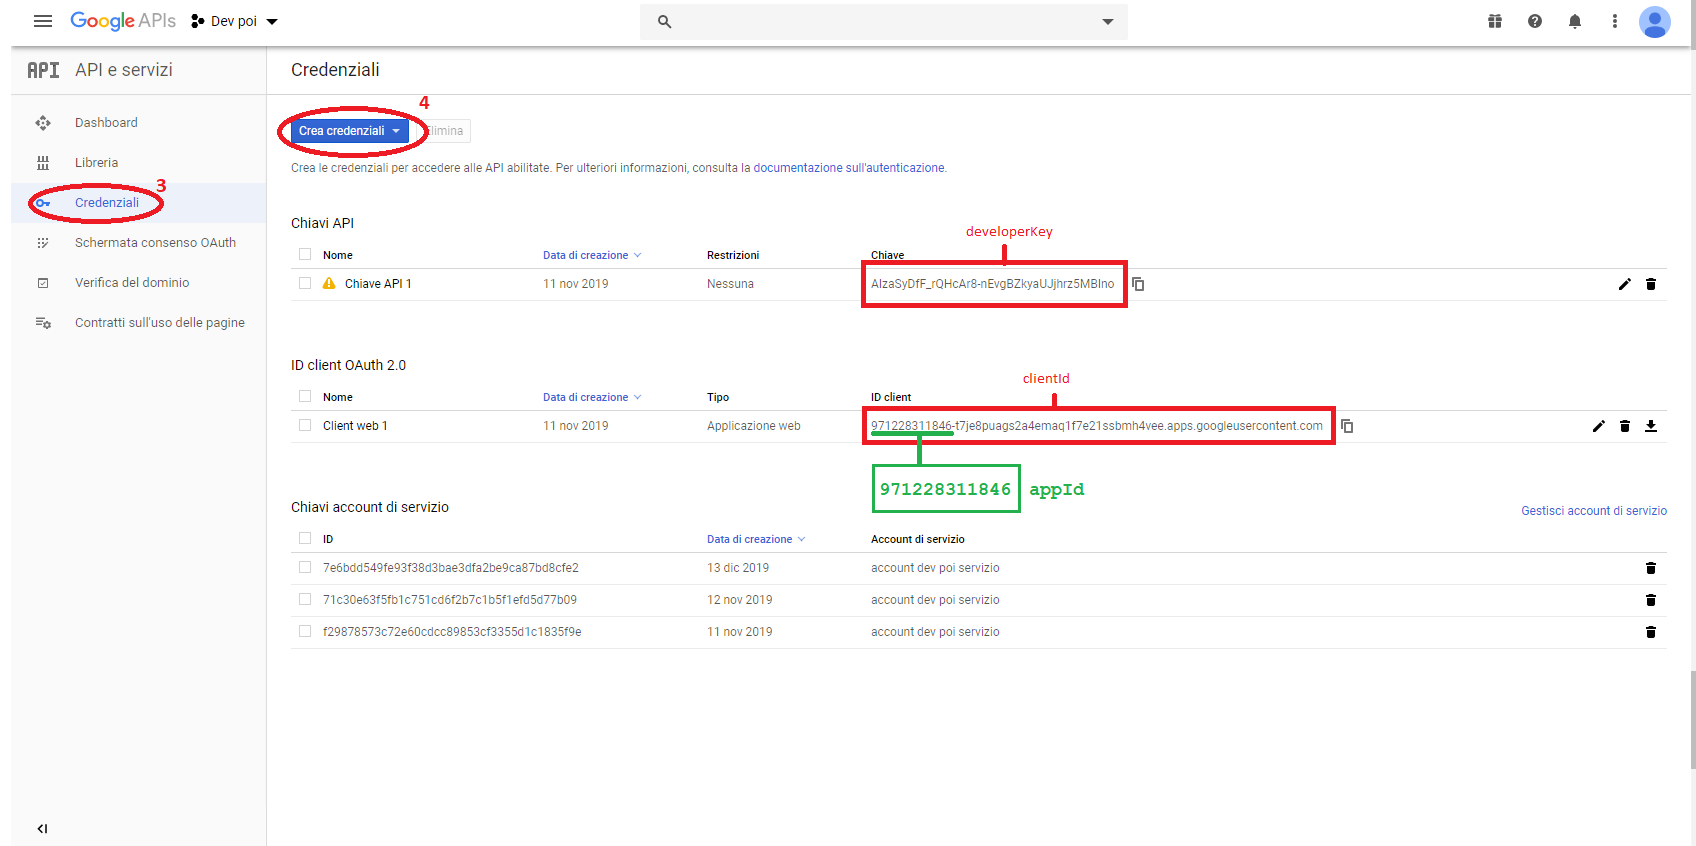 Google APIs Dev poi
API API e servizi
Credenziali
Dashboard
Libreria
Credenziali
3
Schermata consenso OAuth
Verifica del dominio
Contratti sull'uso delle pagine
4
Crea credenziali
Elimina
Crea le credenziali per accedere alle API abilitate. Per ulteriori informazioni, consulta la documentazione sull'autenticazione.
Chiavi API
developerKey
Nome Data di creazione Restrizioni Chiave
Chiave API 1 11 nov 2019 Nessuna AIzaSyDfF_rQHcAr8-nEvgBZkyaUJjhrz5MBIno
ID client OAuth 2.0
clientId
Nome Data di creazione Tipo ID client
Client web 1 11 nov 2019 Applicazione web 971228311846-t7je8puags2a4emaq1f7e21ssbmh4vee.apps.googleusercontent.com
971228311846 appId
Chiavi account di servizio
Gestisci account di servizio
ID Data di creazione Account di servizio
7e6bdd549fe93f38d3bae3dfa2be9ca87bd8cfe2 13 dic 2019 account dev poi servizio
71c30e63f5fb1c751cd6f2b7c1b5f1efd5d77b09 12 nov 2019 account dev poi servizio
f29878573c72e60cdcc89853cf3355d1c1835f9e 11 nov 2019 account dev poi servizio